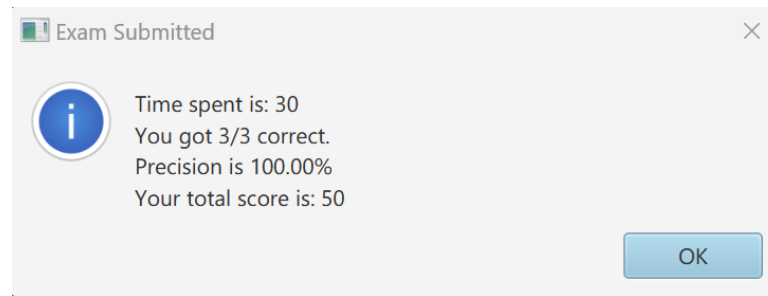 Exam Submitted
Time spent is: 30
You got 3/3 correct.
Precision is 100.00%
Your total score is: 50
OK